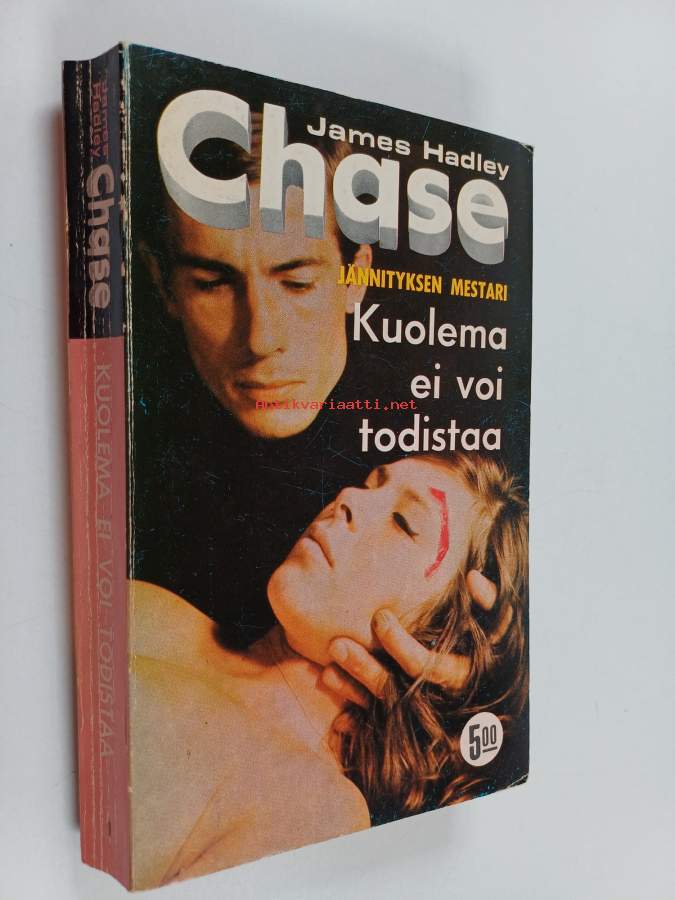 James Hadley
Chase
JÄNNITYKSEN MESTARI
Kuolema
ei voi
todistaa
Antikvariaatti.net
5.00
James
Hadley
Chase
KUOLEMA EI VOI TODISTAA